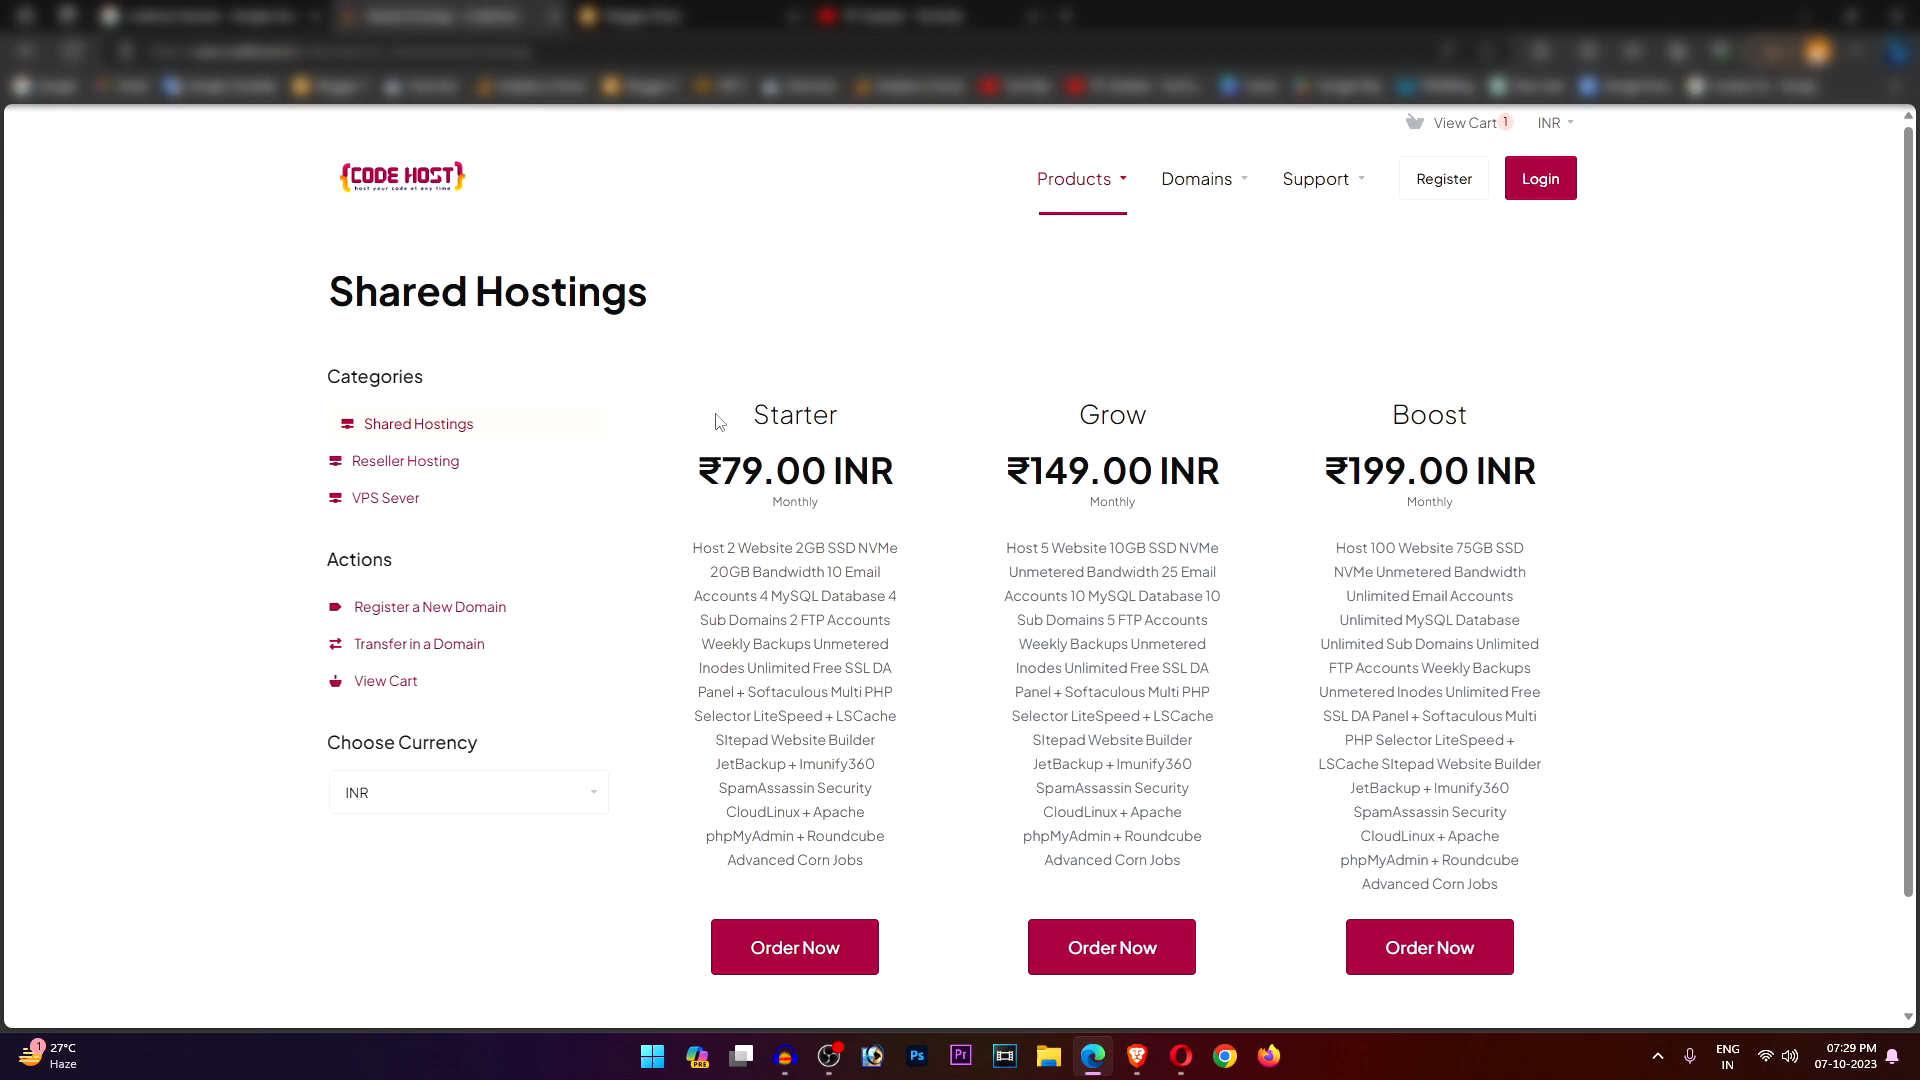 View Cart 1
INR
{CODE HOST}
host your code at any time
Products
Domains
Support
Register
Login
Shared Hostings
Categories
Shared Hostings
Reseller Hosting
VPS Sever
Actions
Register a New Domain
Transfer in a Domain
View Cart
Choose Currency
INR
Starter
₹79.00 INR
Monthly
Host 2 Website 2GB SSD NVMe
20GB Bandwidth 10 Email
Accounts 4 MySQL Database 4
Sub Domains 2 FTP Accounts
Weekly Backups Unmetered
Inodes Unlimited Free SSL DA
Panel + Softaculous Multi PHP
Selector LiteSpeed + LSCache
SItepad Website Builder
JetBackup + Imunify360
SpamAssassin Security
CloudLinux + Apache
phpMyAdmin + Roundcube
Advanced Corn Jobs
Order Now
Grow
₹149.00 INR
Monthly
Host 5 Website 10GB SSD NVMe
Unmetered Bandwidth 25 Email
Accounts 10 MySQL Database 10
Sub Domains 5 FTP Accounts
Weekly Backups Unmetered
Inodes Unlimited Free SSL DA
Panel + Softaculous Multi PHP
Selector LiteSpeed + LSCache
SItepad Website Builder
JetBackup + Imunify360
SpamAssassin Security
CloudLinux + Apache
phpMyAdmin + Roundcube
Advanced Corn Jobs
Order Now
Boost
₹199.00 INR
Monthly
Host 100 Website 75GB SSD
NVMe Unmetered Bandwidth
Unlimited Email Accounts
Unlimited MySQL Database
Unlimited Sub Domains Unlimited
FTP Accounts Weekly Backups
Unmetered Inodes Unlimited Free
SSL DA Panel + Softaculous Multi
PHP Selector LiteSpeed +
LSCache SItepad Website Builder
JetBackup + Imunify360
SpamAssassin Security
CloudLinux + Apache
phpMyAdmin + Roundcube
Advanced Corn Jobs
Order Now
1
27°C
Haze
PRE
Ps
Pr
ENG
IN
07:29 PM
07-10-2023